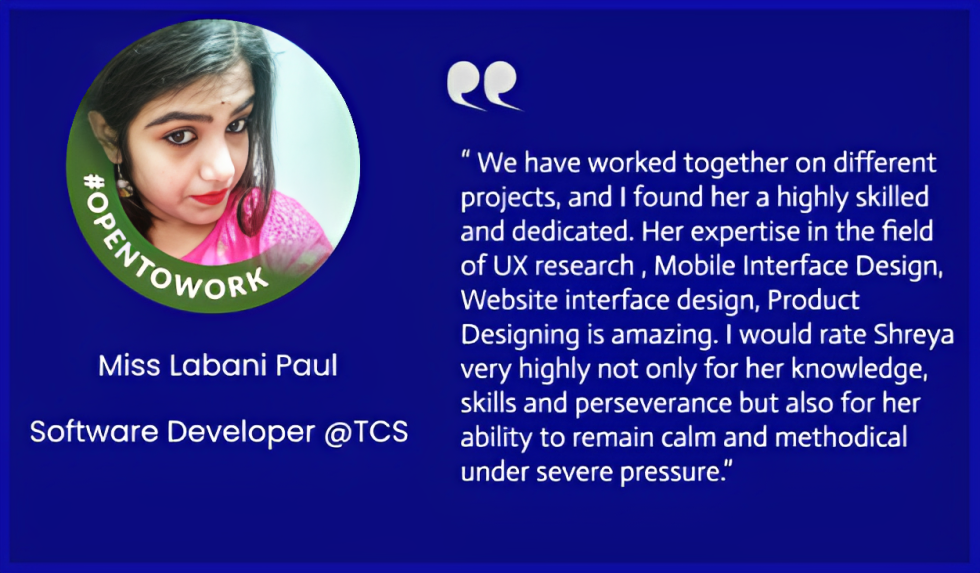 #OPENTOWORK
Miss Labani Paul
Software Developer @TCS
“ We have worked together on different
projects, and I found her a highly skilled
and dedicated. Her expertise in the field
of UX research , Mobile Interface Design,
Website interface design, Product
Designing is amazing. I would rate Shreya
very highly not only for her knowledge,
skills and perseverance but also for her
ability to remain calm and methodical
under severe pressure.”